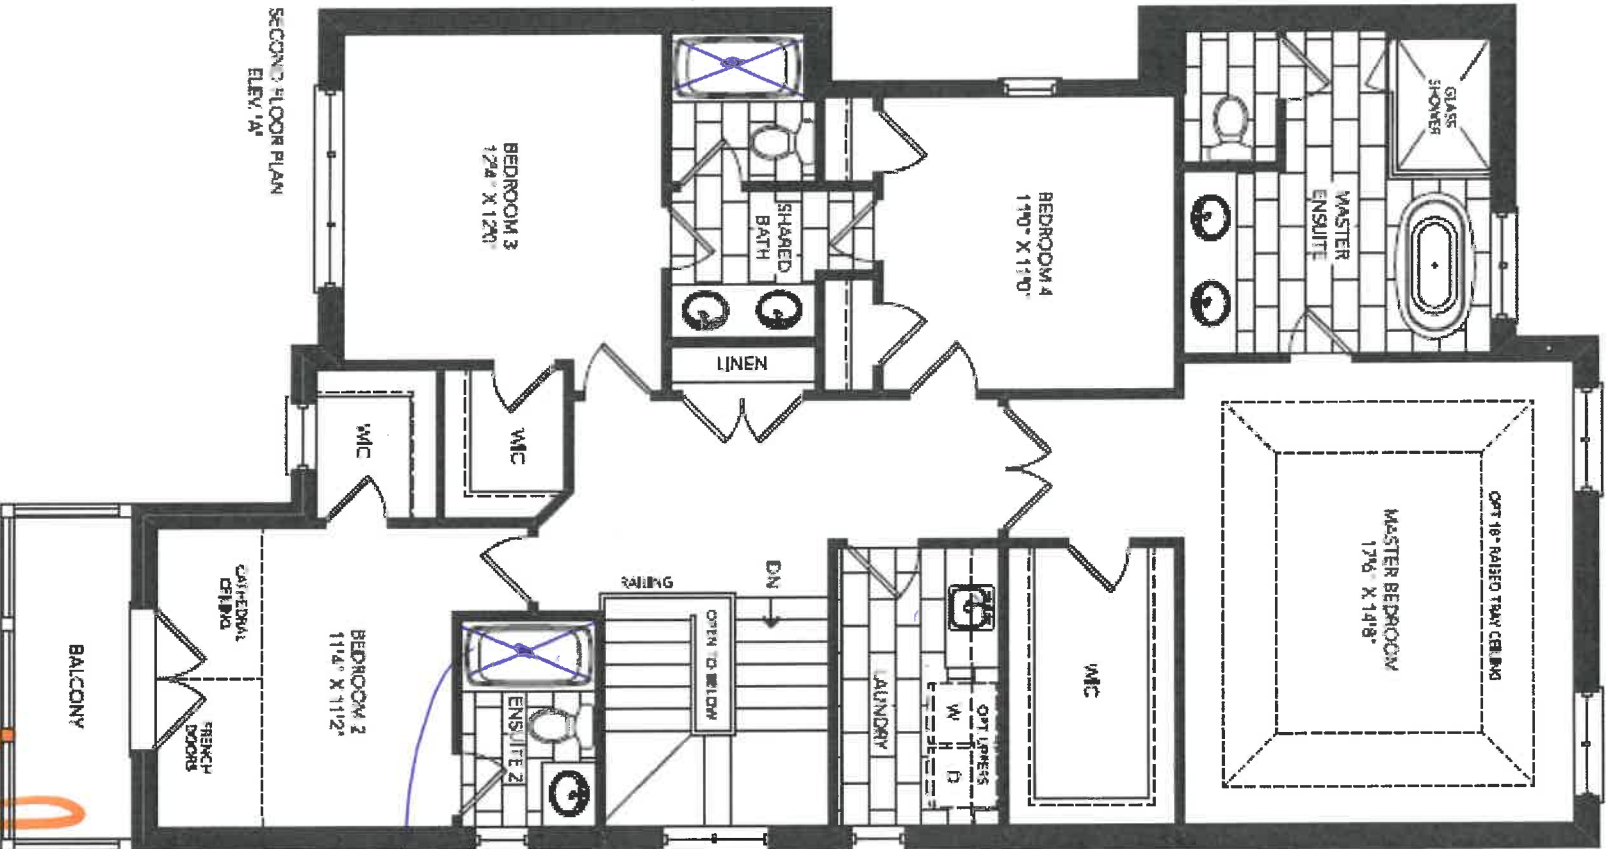 SECOND FLOOR PLAN
ELEV. 'A'
BEDROOM 3
12'4" X 12'0"
SHARED
BATH
LINEN
BEDROOM 4
11'0" X 11'0"
GLASS
SHOWER
MASTER
ENSUITE
OPT 18" RAISED TRAY CEILING
MASTER BEDROOM
17'6" X 14'8"
WIC
WIC
WIC
RAILING
DN
OPEN TO BELOW
LAUNDRY
OPT UPPERS
W
H
D
CATHEDRAL
CEILING
BEDROOM 2
11'4" X 11'2"
ENSUITE 2
FRENCH
DOORS
BALCONY